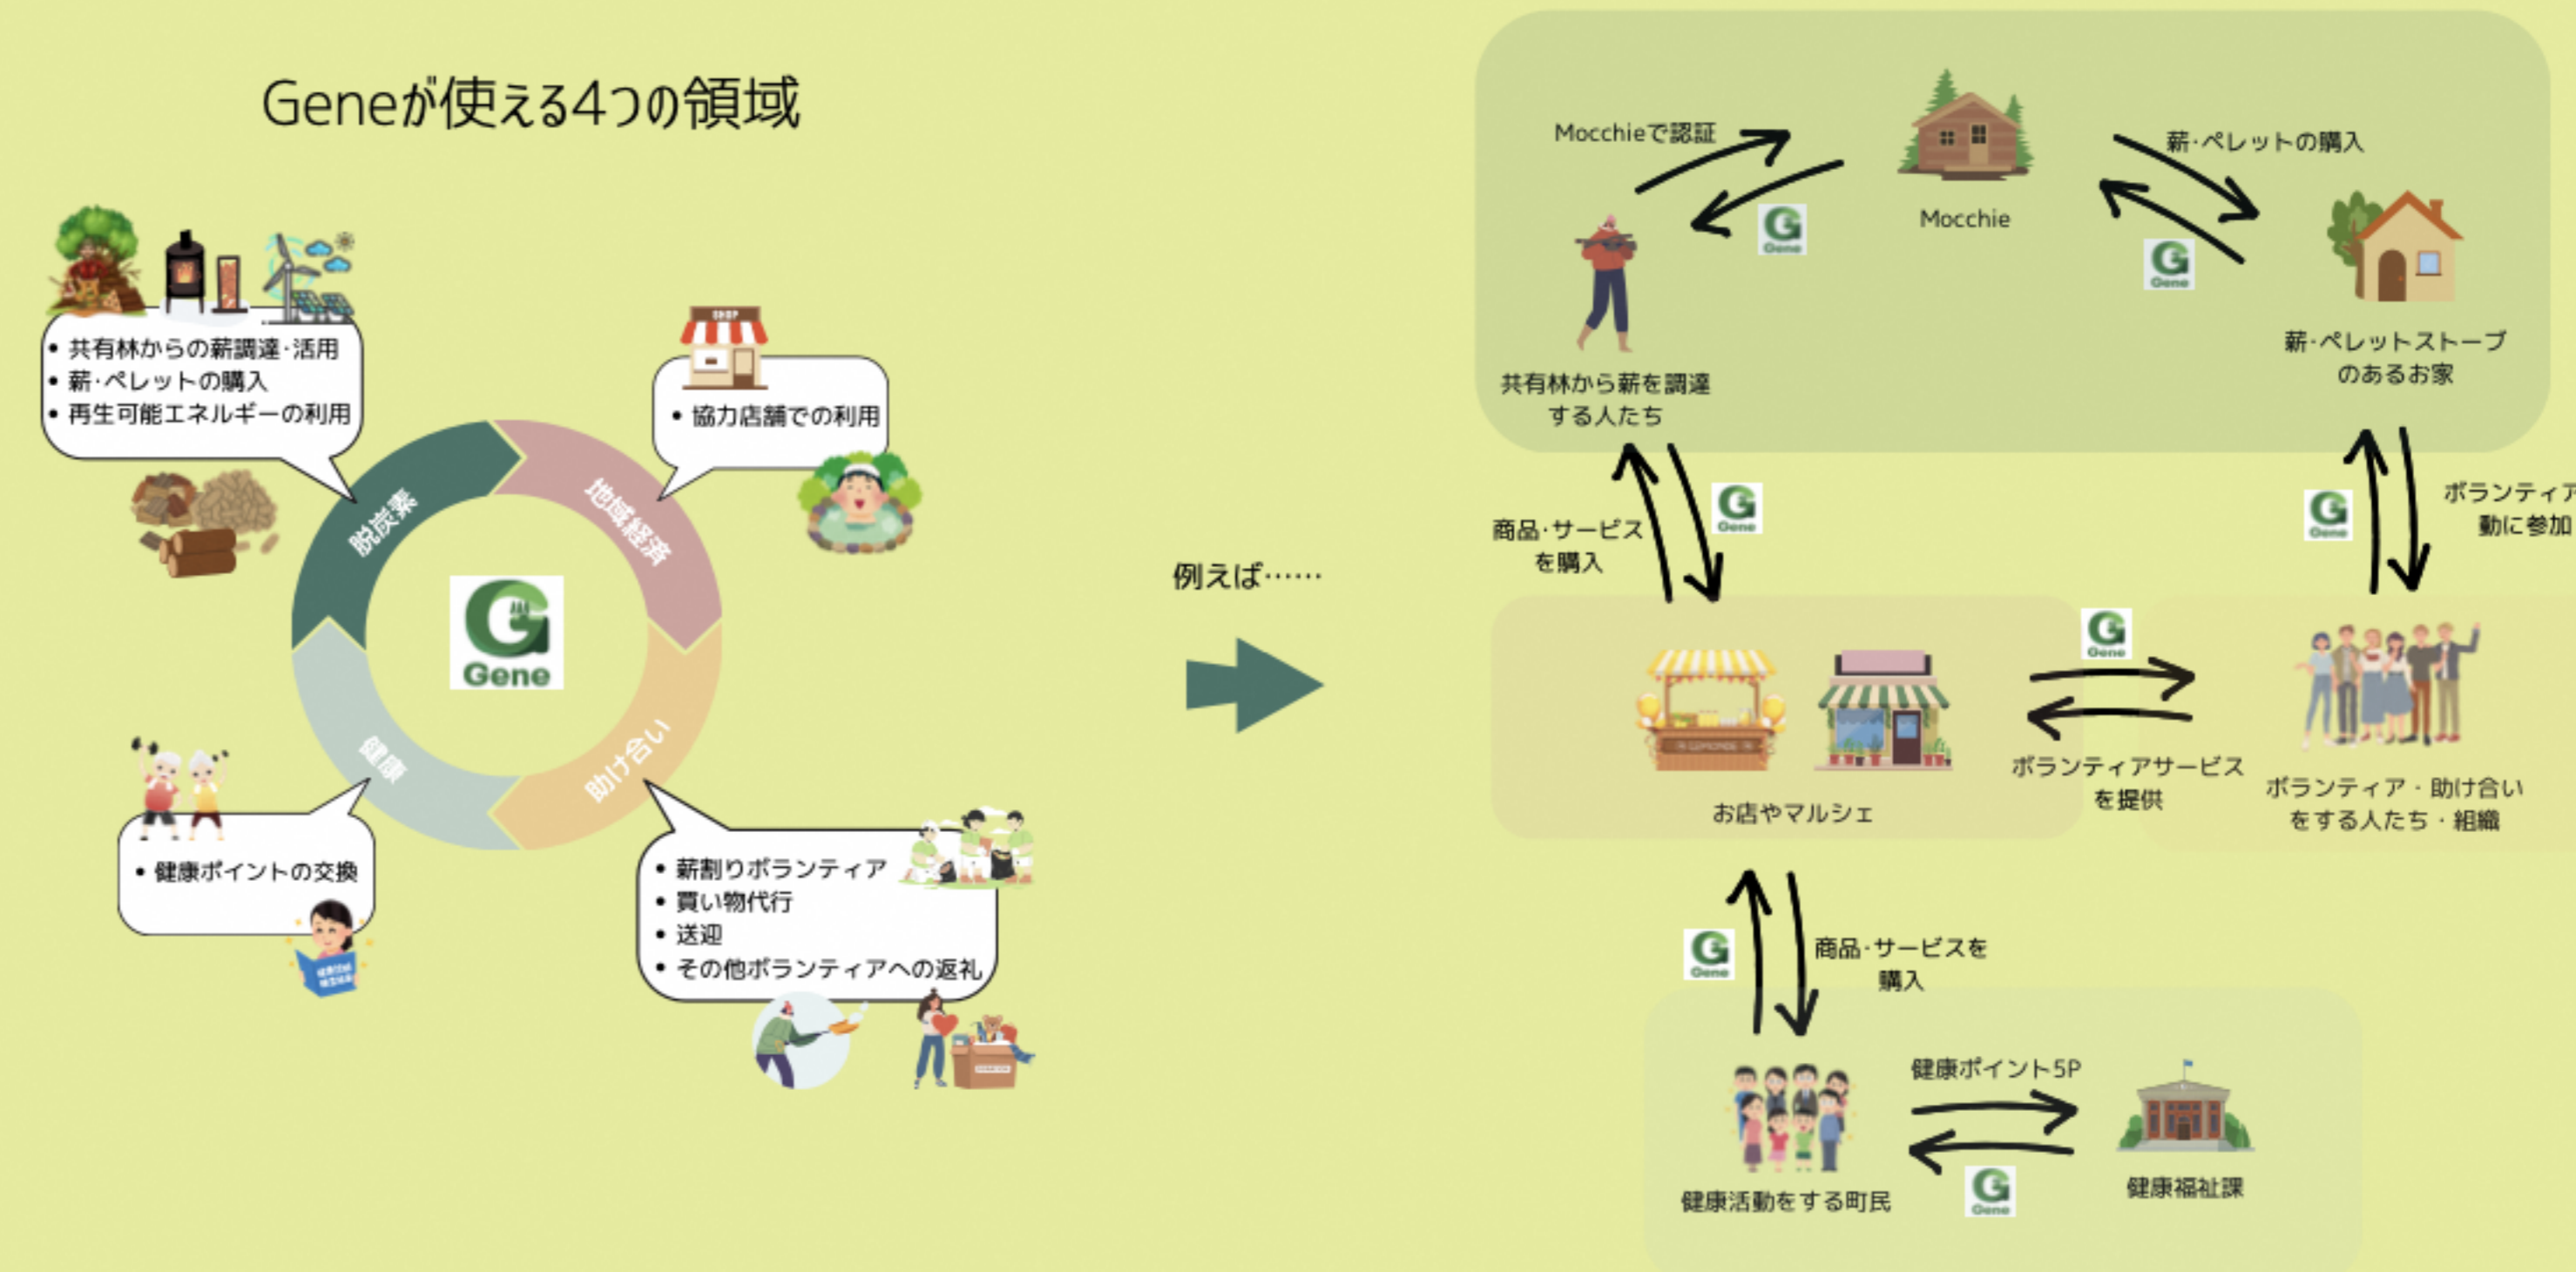 Geneが使える4つの領域
・共有林からの薪調達･活用
・薪･ペレットの購入
・再生可能エネルギーの利用
SHOP
・協力店舗での利用
脱炭素
地域経済
健康
助け合い
Gene
・健康ポイントの交換
・薪割りボランティア
・買い物代行
・送迎
・その他ボランティアへの返礼
例えば……
Mocchieで認証
Gene
Mocchie
薪･ペレットの購入
Gene
共有林から薪を調達
する人たち
薪･ペレットストーブ
のあるお家
商品･サービス
を購入
Gene
Gene
ボランティア
動に参加
お店やマルシェ
Gene
ボランティアサービス
を提供
ボランティア・助け合い
をする人たち・組織
Gene
商品･サービスを
購入
健康活動をする町民
健康ポイント5P
Gene
健康福祉課